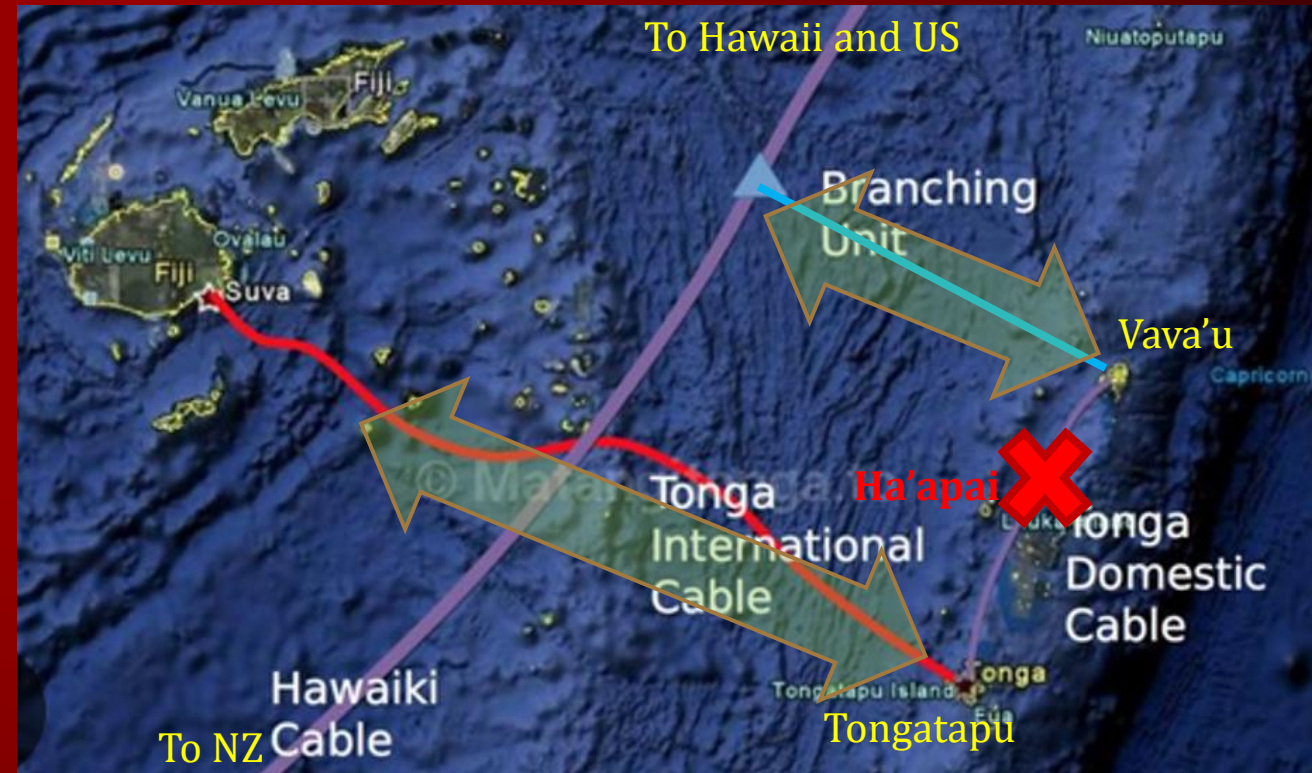 To Hawaii and US
Niuatoputapu
Fiji
Vanua Levu
Branching
Unit
Ovalau
Viti Levu
Fiji
Suva
Vava’u
Capricorn
Tonga
International
Cable
Ha’apai
Tonga
Domestic
Cable
Hawaiki
Cable
To NZ
Tonga
Tongatapu Island
Eua
Tongatapu